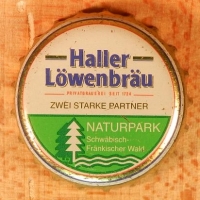 Haller
Löwenbräu
ZWEI STARKE PARTNER
NATURPARK
Schwäbisch-
Fränkischer Wald